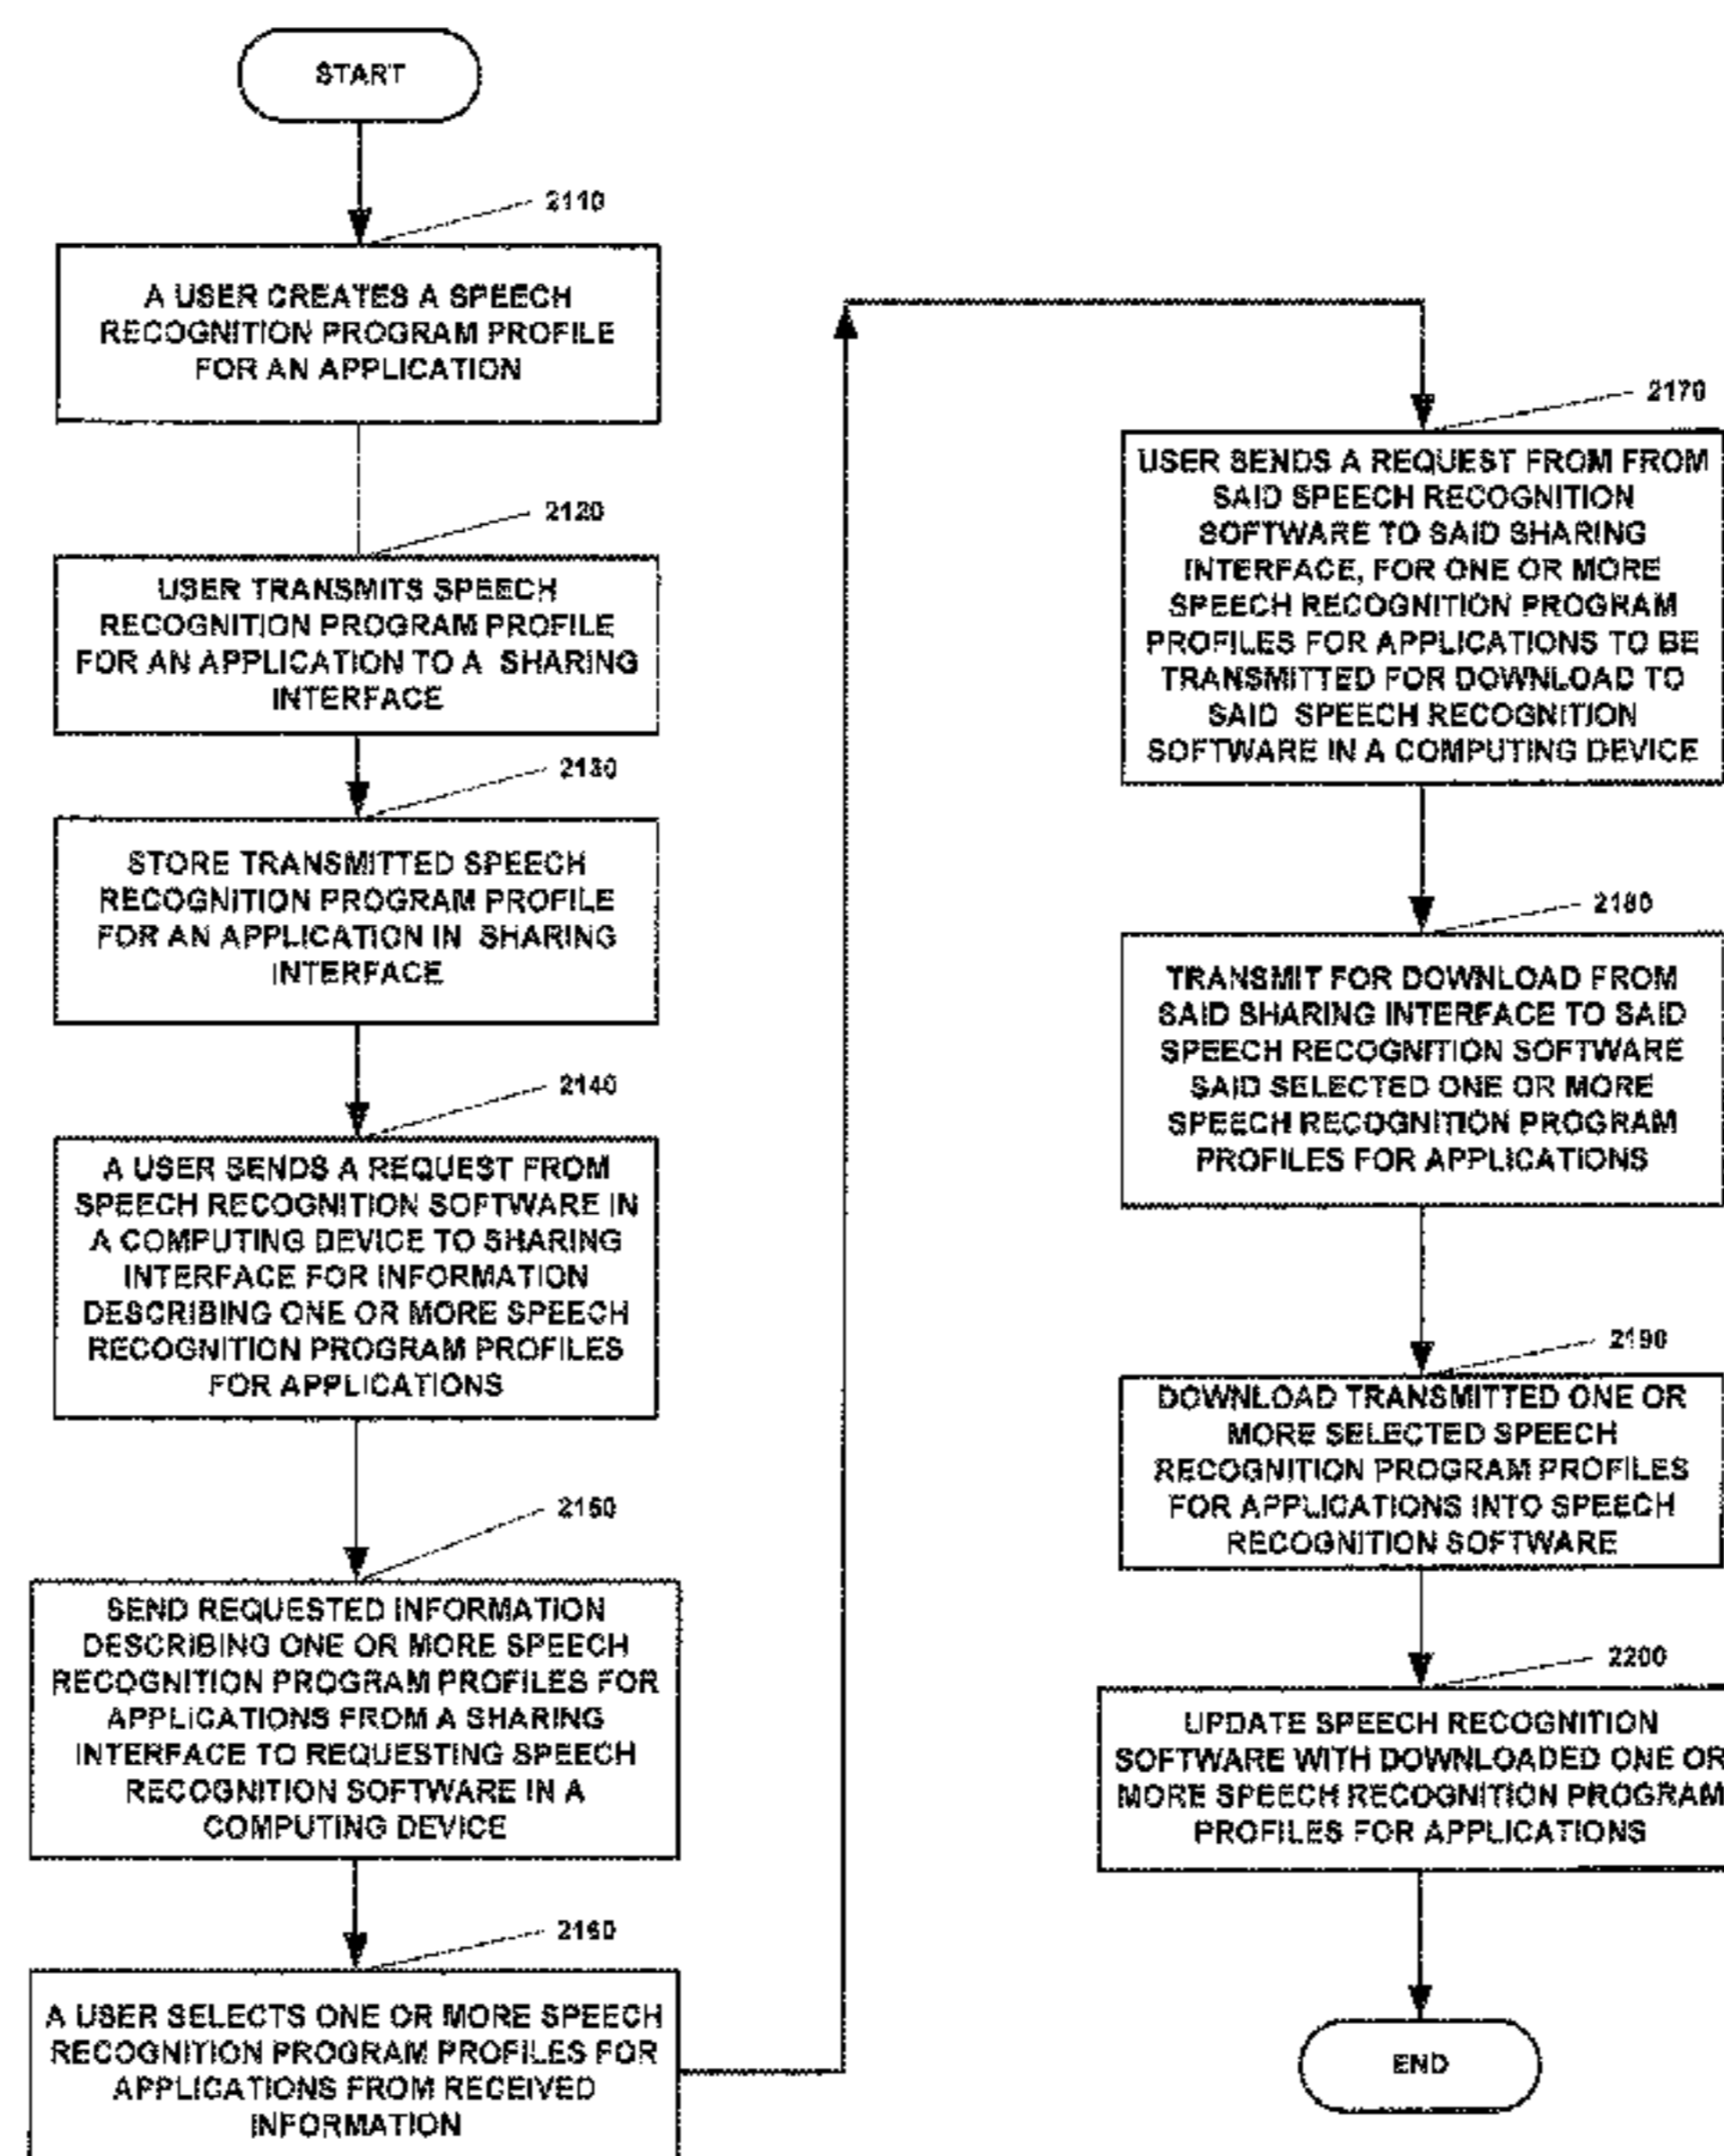 START
2110
A USER CREATES A SPEECH
RECOGNITION PROGRAM PROFILE
FOR AN APPLICATION
2120
USER TRANSMITS SPEECH
RECOGNITION PROGRAM PROFILE
FOR AN APPLICATION TO A SHARING
INTERFACE
2130
STORE TRANSMITTED SPEECH
RECOGNITION PROGRAM PROFILE
FOR AN APPLICATION IN SHARING
INTERFACE
2140
A USER SENDS A REQUEST FROM
SPEECH RECOGNITION SOFTWARE IN
A COMPUTING DEVICE TO SHARING
INTERFACE FOR INFORMATION
DESCRIBING ONE OR MORE SPEECH
RECOGNITION PROGRAM PROFILES
FOR APPLICATIONS
2150
SEND REQUESTED INFORMATION
DESCRIBING ONE OR MORE SPEECH
RECOGNITION PROGRAM PROFILES FOR
APPLICATIONS FROM A SHARING
INTERFACE TO REQUESTING SPEECH
RECOGNITION SOFTWARE IN A
COMPUTING DEVICE
2160
A USER SELECTS ONE OR MORE SPEECH
RECOGNITION PROGRAM PROFILES FOR
APPLICATIONS FROM RECEIVED
INFORMATION
2170
USER SENDS A REQUEST FROM FROM
SAID SPEECH RECOGNITION
SOFTWARE TO SAID SHARING
INTERFACE, FOR ONE OR MORE
SPEECH RECOGNITION PROGRAM
PROFILES FOR APPLICATIONS TO BE
TRANSMITTED FOR DOWNLOAD TO
SAID SPEECH RECOGNITION
SOFTWARE IN A COMPUTING DEVICE
2180
TRANSMIT FOR DOWNLOAD FROM
SAID SHARING INTERFACE TO SAID
SPEECH RECOGNITION SOFTWARE
SAID SELECTED ONE OR MORE
SPEECH RECOGNITION PROGRAM
PROFILES FOR APPLICATIONS
2190
DOWNLOAD TRANSMITTED ONE OR
MORE SELECTED SPEECH
RECOGNITION PROGRAM PROFILES
FOR APPLICATIONS INTO SPEECH
RECOGNITION SOFTWARE
2200
UPDATE SPEECH RECOGNITION
SOFTWARE WITH DOWNLOADED ONE OR
MORE SPEECH RECOGNITION PROGRAM
PROFILES FOR APPLICATIONS
END